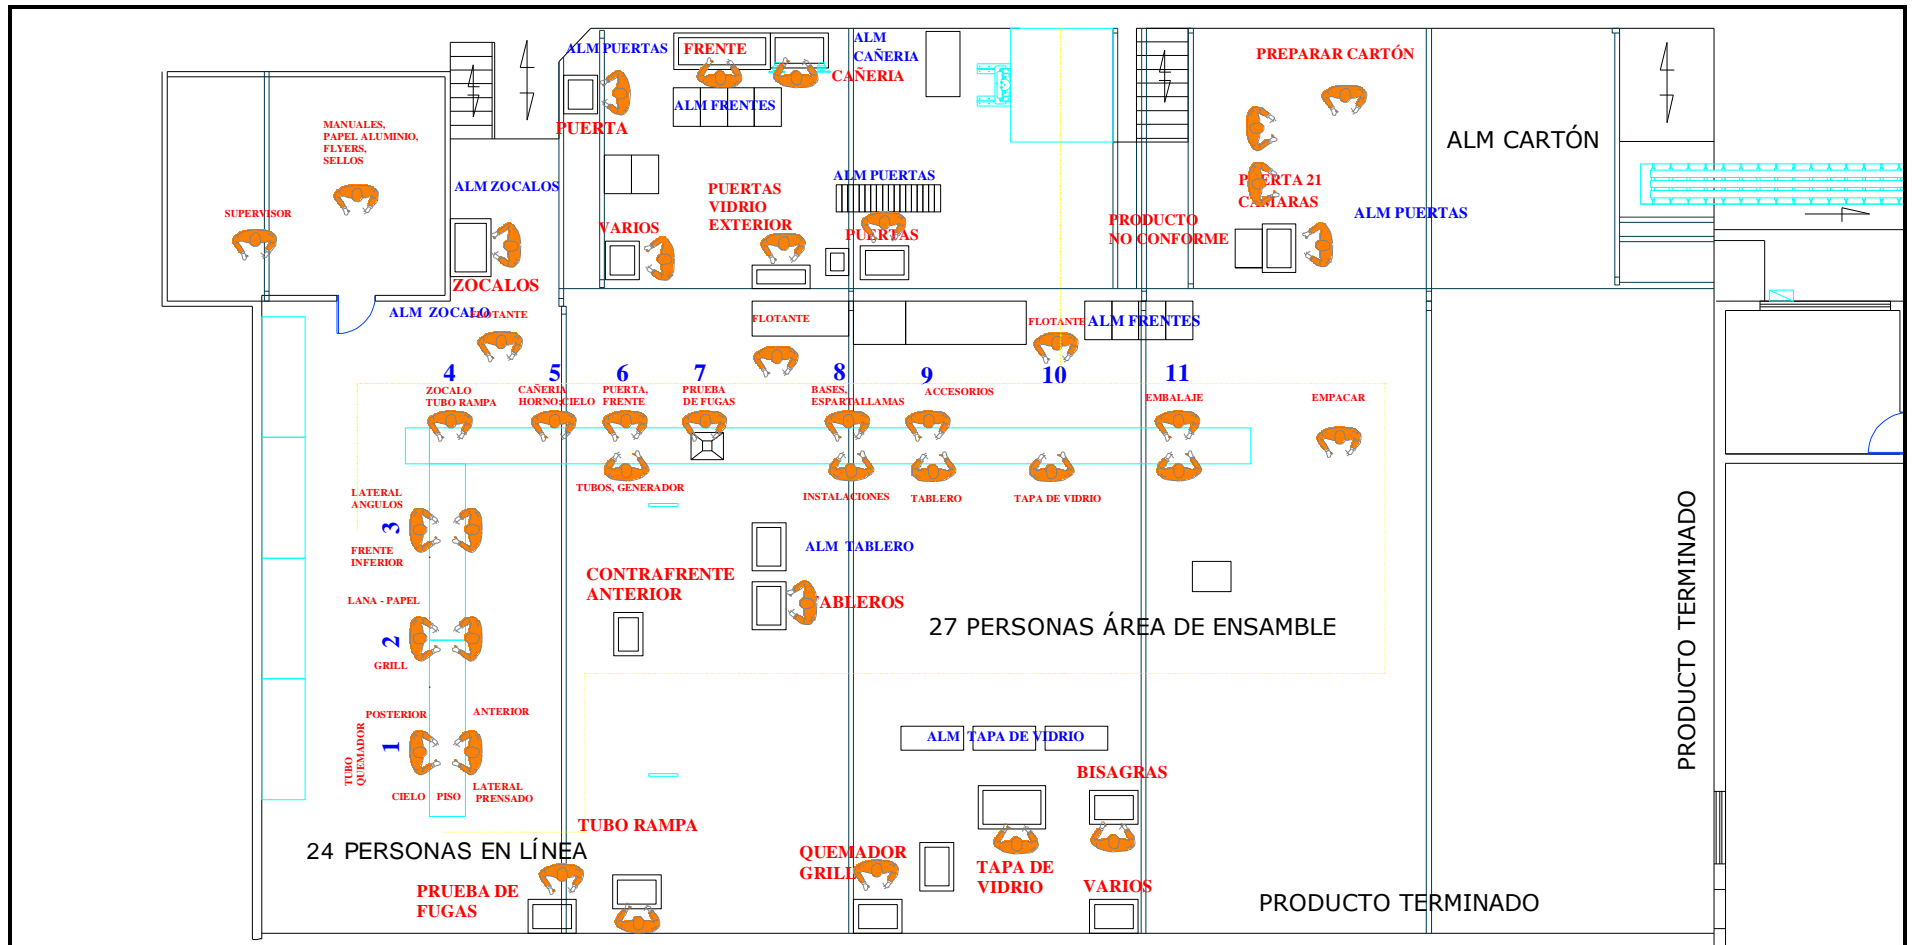 ALM PUERTAS
FRENTE
ALM
CAÑERIA
CAÑERIA
PREPARAR CARTÓN
ALM FRENTES
PUERTA
MANUALES,
PAPEL ALUMINIO,
FLYERS,
SELLOS
ALM CARTÓN
ALM ZOCALOS
ALM PUERTAS
PUERTAS
VIDRIO
EXTERIOR
PUERTA 21
CAMARAS
SUPERVISOR
VARIOS
PUERTAS
PRODUCTO
NO CONFORME
ALM PUERTAS
ZOCALOS
ALM ZOCALO
FLOTANTE
FLOTANTE
FLOTANTE
ALM FRENTES
4
5
6
7
8
9
10
11
ZOCALO
TUBO RAMPA
CAÑERIA
HORNO;CIELO
PUERTA,
FRENTE
PRUEBA
DE FUGAS
BASES,
ESPARTALLAMAS
ACCESORIOS
EMBALAJE
EMPACAR
TUBOS, GENERADOR
INSTALACIONES
TABLERO
TAPA DE VIDRIO
LATERAL
ANGULOS
3
FRENTE
INFERIOR
ALM TABLERO
CONTRAFRENTE
ANTERIOR
TABLEROS
LANA - PAPEL
2
GRILL
27 PERSONAS ÁREA DE ENSAMBLE
PRODUCTO TERMINADO
POSTERIOR
ANTERIOR
1
TUBO
QUEMADOR
CIELO
PISO
LATERAL
PRENSADO
ALM TAPA DE VIDRIO
BISAGRAS
TUBO RAMPA
24 PERSONAS EN LÍNEA
QUEMADOR
GRILL
TAPA DE
VIDRIO
VARIOS
PRUEBA DE
FUGAS
PRODUCTO TERMINADO